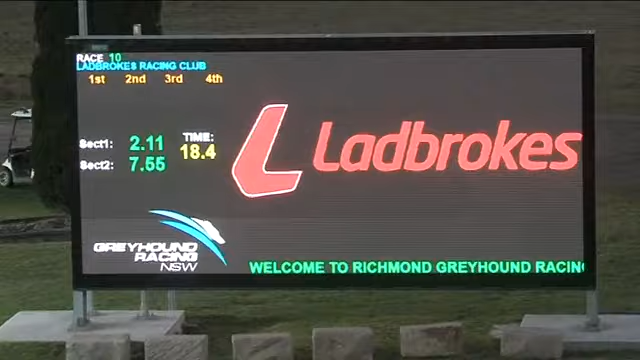 RACE 10
LADBROKES RACING CLUB
1st 2nd 3rd 4th
Sect1: 2.11
Sect2: 7.55
TIME:
18.4
Ladbrokes
GREYHOUND
RACING
NSW
WELCOME TO RICHMOND GREYHOUND RACIN